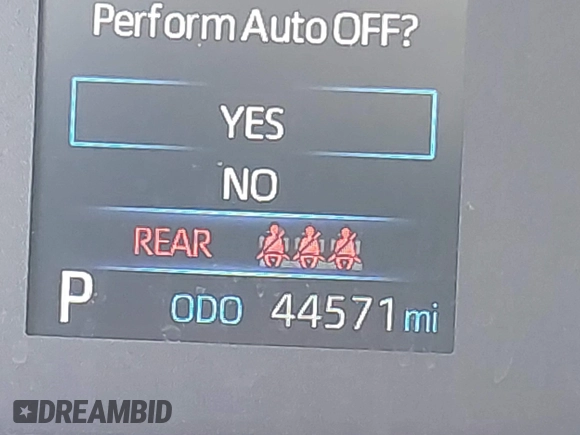 Perform Auto OFF?
YES
NO
REAR
P ODO 44571 mi
DREAMBID